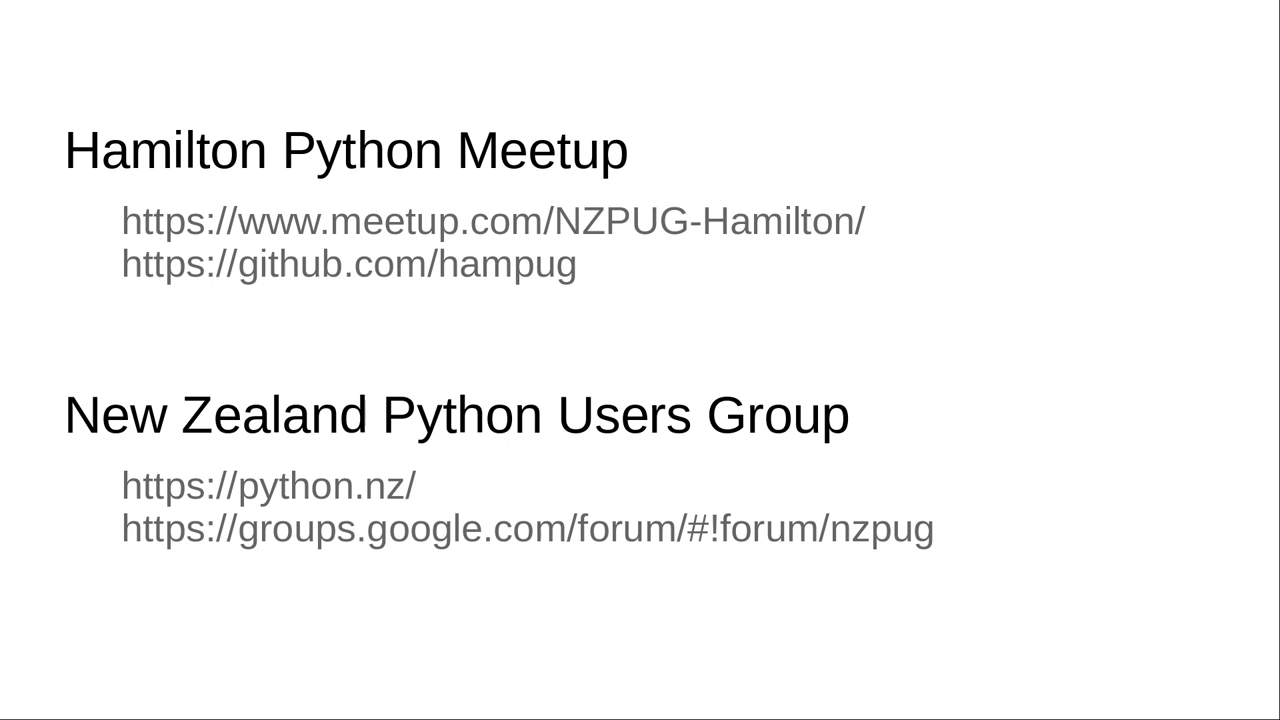 Hamilton Python Meetup
https://www.meetup.com/NZPUG-Hamilton/
https://github.com/hampug
New Zealand Python Users Group
https://python.nz/
https://groups.google.com/forum/#!forum/nzpug